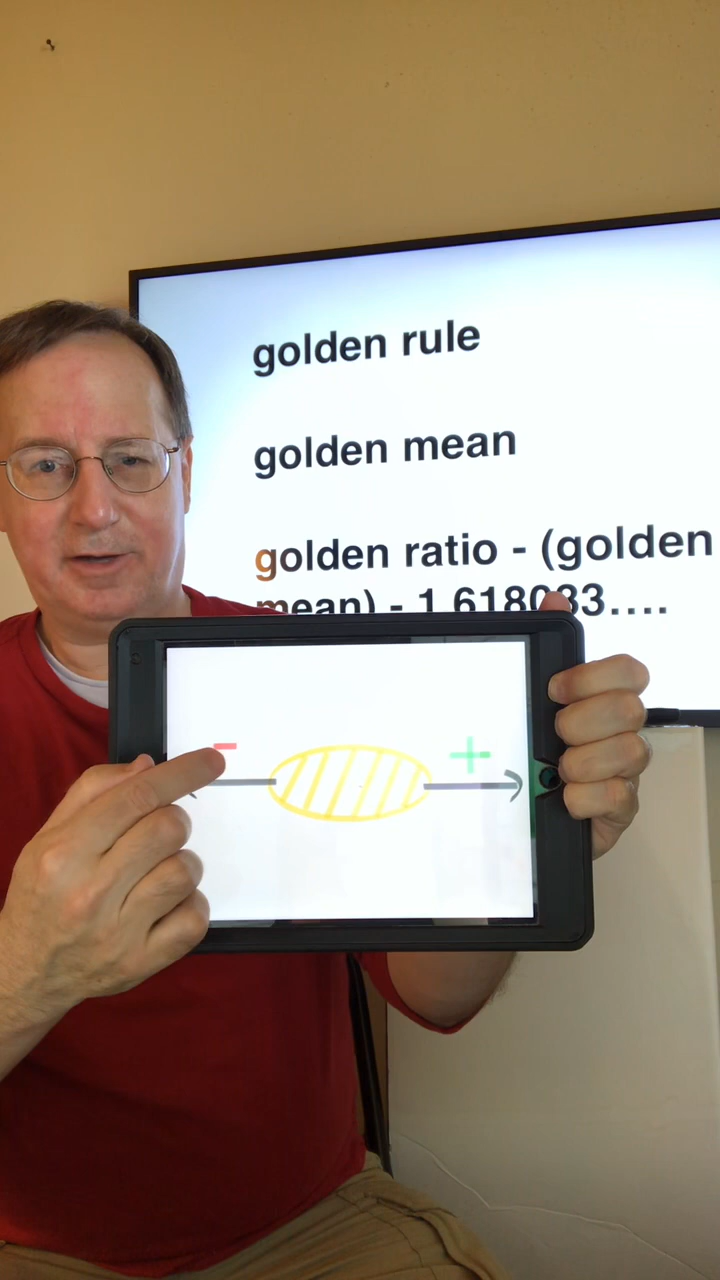 golden rule
golden mean
golden ratio - (golden
mean) - 1.618033....
- +